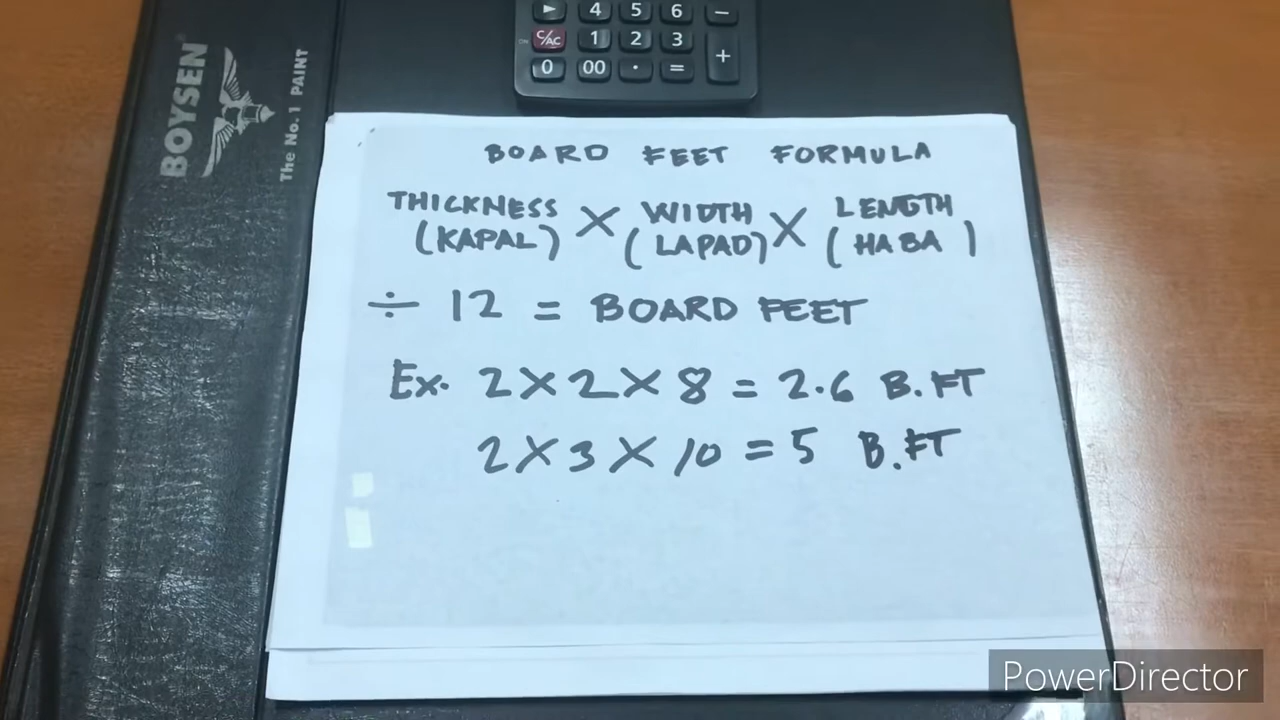 BOYSEN
The No. 1 PAINT
► 4 5 6 −
C/AC 1 2 3 +
0 00 · =
BOARD FEET FORMULA
THICKNESS X WIDTH X LENGTH
(KAPAL) (LAPAD) (HABA)
÷ 12 = BOARD FEET
Ex. 2 X 2 X 8 = 2.6 B.FT
2 X 3 X 10 = 5 B.FT
PowerDirector